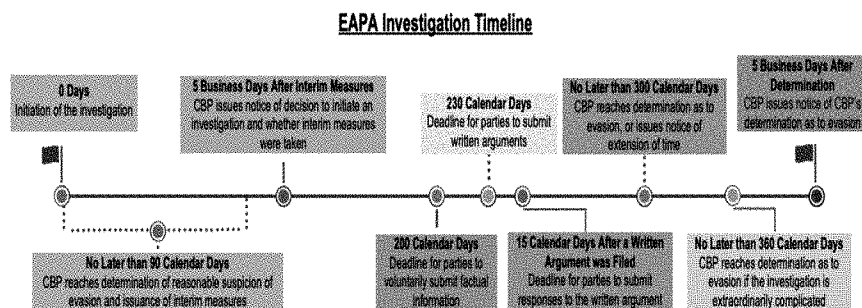 EAPA Investigation Timeline
0 Days
Initiation of the investigation
5 Business Days After Interim Measures
CBP issues notice of decision to initiate an
investigation and whether interim measures
were taken
230 Calendar Days
Deadline for parties to submit
written arguments
No Later than 300 Calendar Days
CBP reaches determination as to
evasion, or issues notice of
extension of time
5 Business Days After
Determination
CBP issues notice of CBP's
determination as to evasion
No Later than 90 Calendar Days
CBP reaches determination of reasonable suspicion of
evasion and issuance of interim measures
200 Calendar Days
Deadline for parties to
voluntarily submit factual
information
15 Calendar Days After a Written
Argument was Filed
Deadline for parties to submit
responses to the written argument
No Later than 360 Calendar Days
CBP reaches determination as to
evasion if the investigation is
extraordinarily complicated